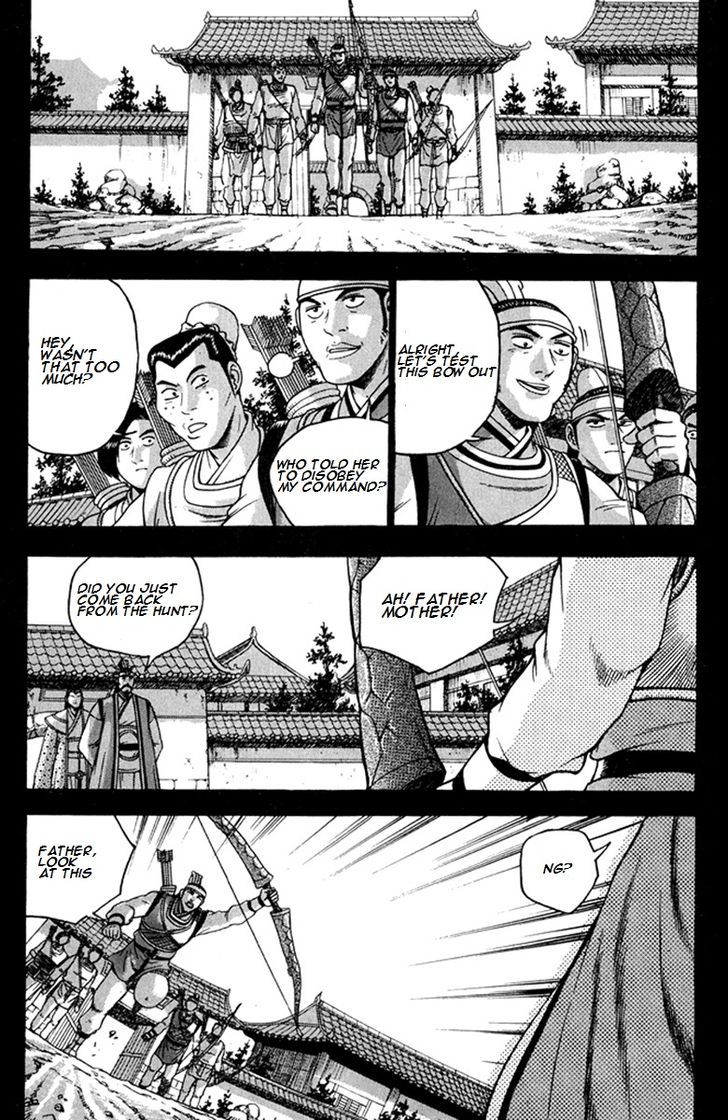 ALRIGHT,
LET'S TEST
THIS BOW OUT
HEY,
WASN'T
THAT TOO
MUCH?
WHO TOLD HER
TO DISOBEY
MY COMMAND?
AH! FATHER!
MOTHER!
DID YOU JUST
COME BACK
FROM THE HUNT?
NG?
FATHER,
LOOK
AT THIS